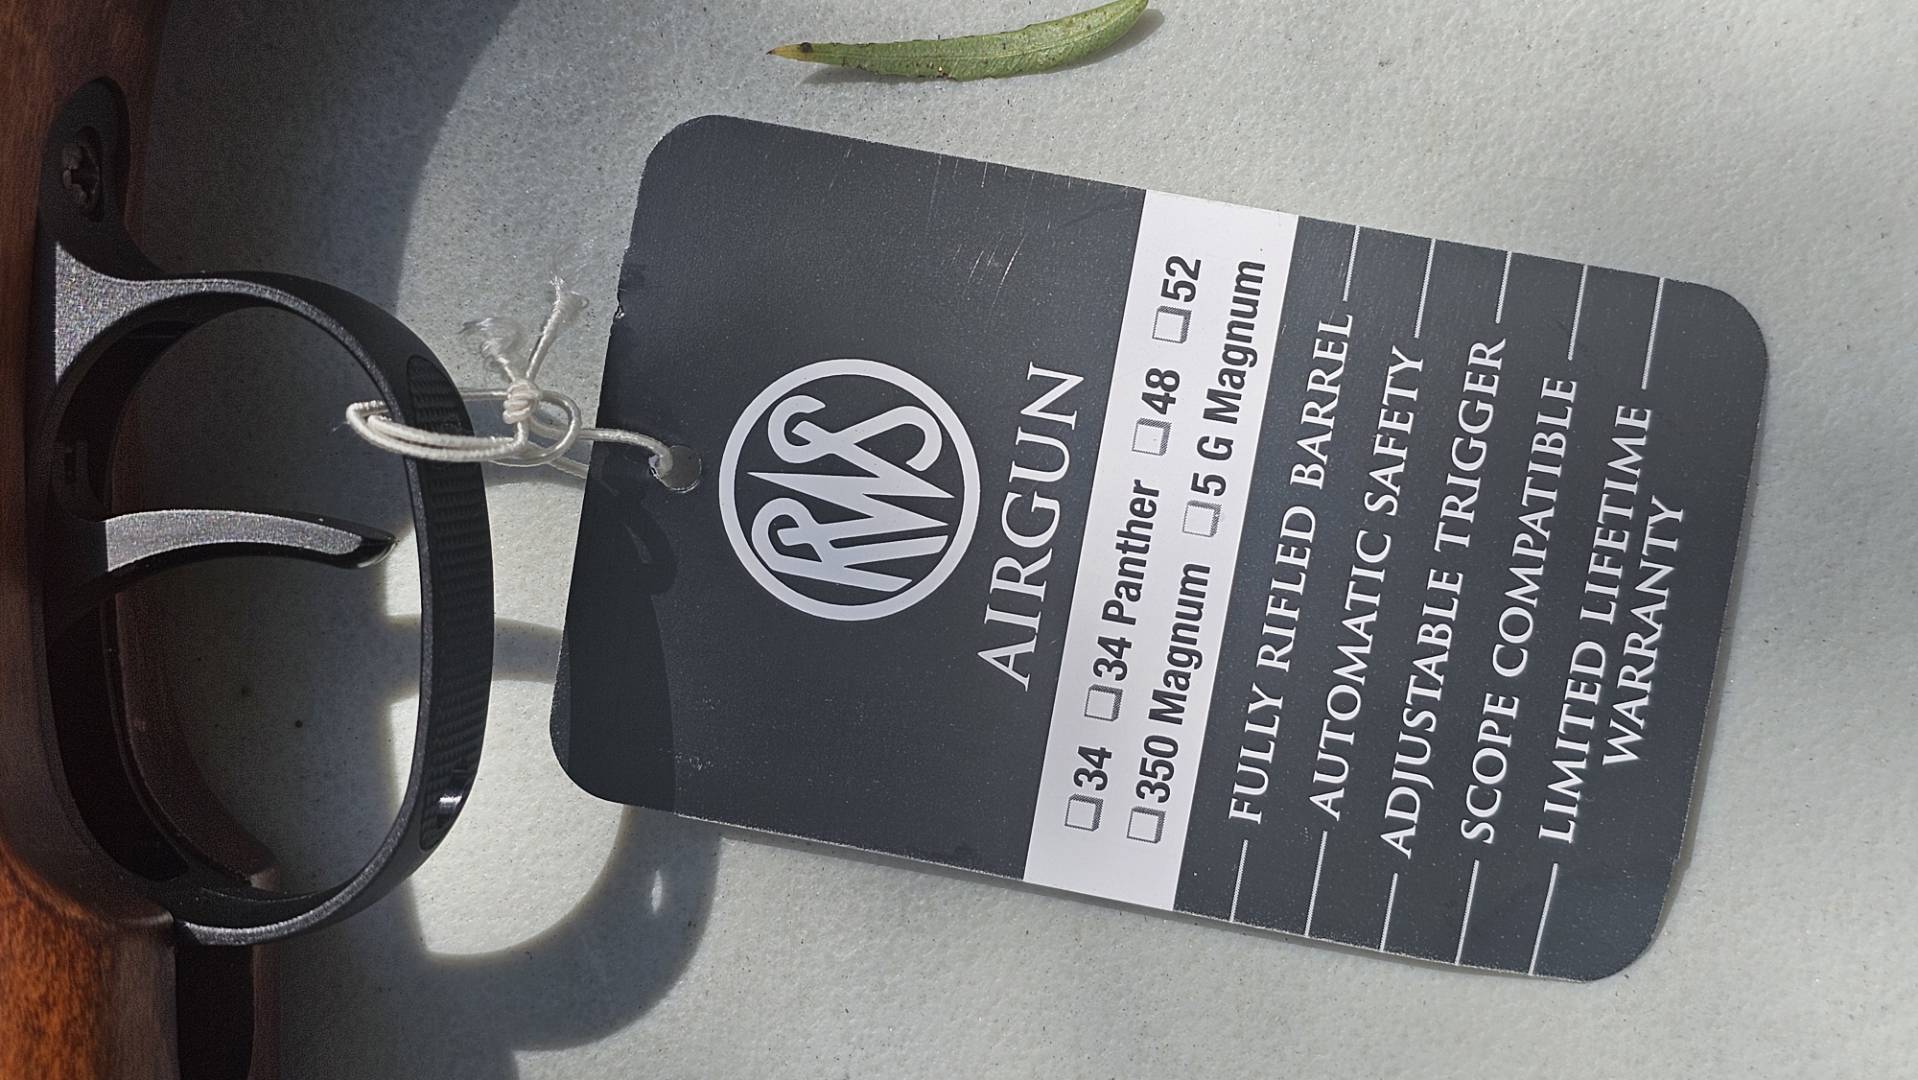 RWS
AIRGUN
❑34 ❑34 Panther ❑48 ❑52
❑350 Magnum ❑5 G Magnum
FULLY RIFLED BARREL
AUTOMATIC SAFETY
ADJUSTABLE TRIGGER
SCOPE COMPATIBLE
LIMITED LIFETIME
WARRANTY